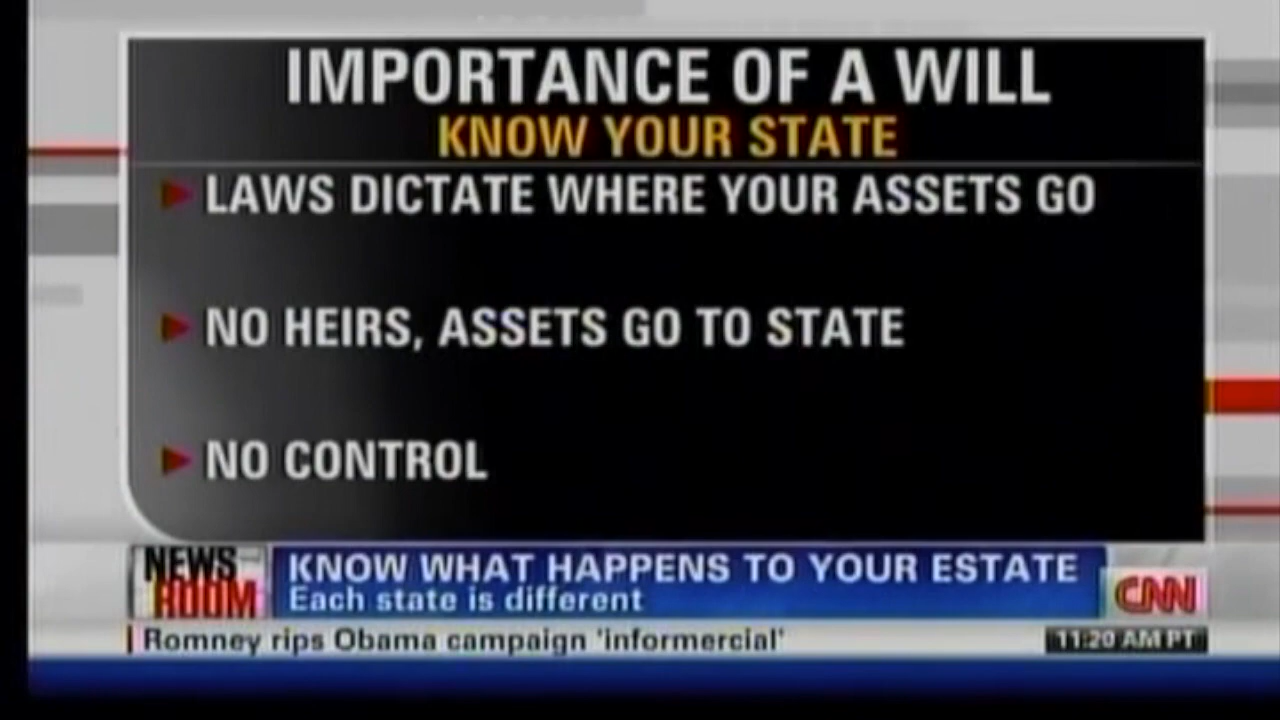 IMPORTANCE OF A WILL
KNOW YOUR STATE
LAWS DICTATE WHERE YOUR ASSETS GO
NO HEIRS, ASSETS GO TO STATE
NO CONTROL
NEWS
ROOM
KNOW WHAT HAPPENS TO YOUR ESTATE
Each state is different
CNN
Romney rips Obama campaign 'informercial'
11:20 AM PT